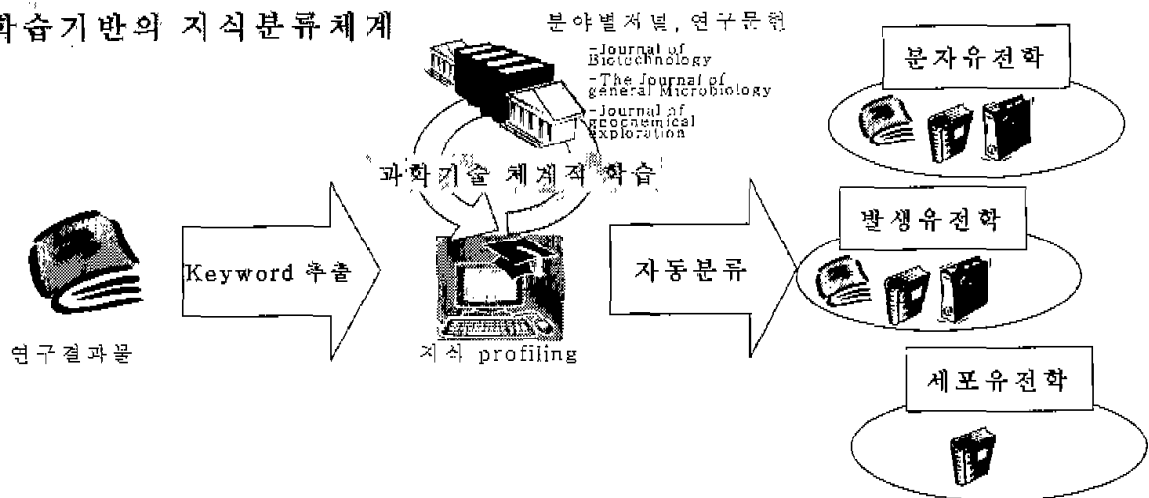 학습기반의 지식분류체계
분야별저널, 연구문헌
-Journal of
Biotechnology
-The Journal of
general Microbiology
-Journal of
geochemical
exploration
분자유전학
과학기술 체계적 학습
발생유전학
Keyword 추출
자동분류
연구결과물
지식 profiling
세포유전학